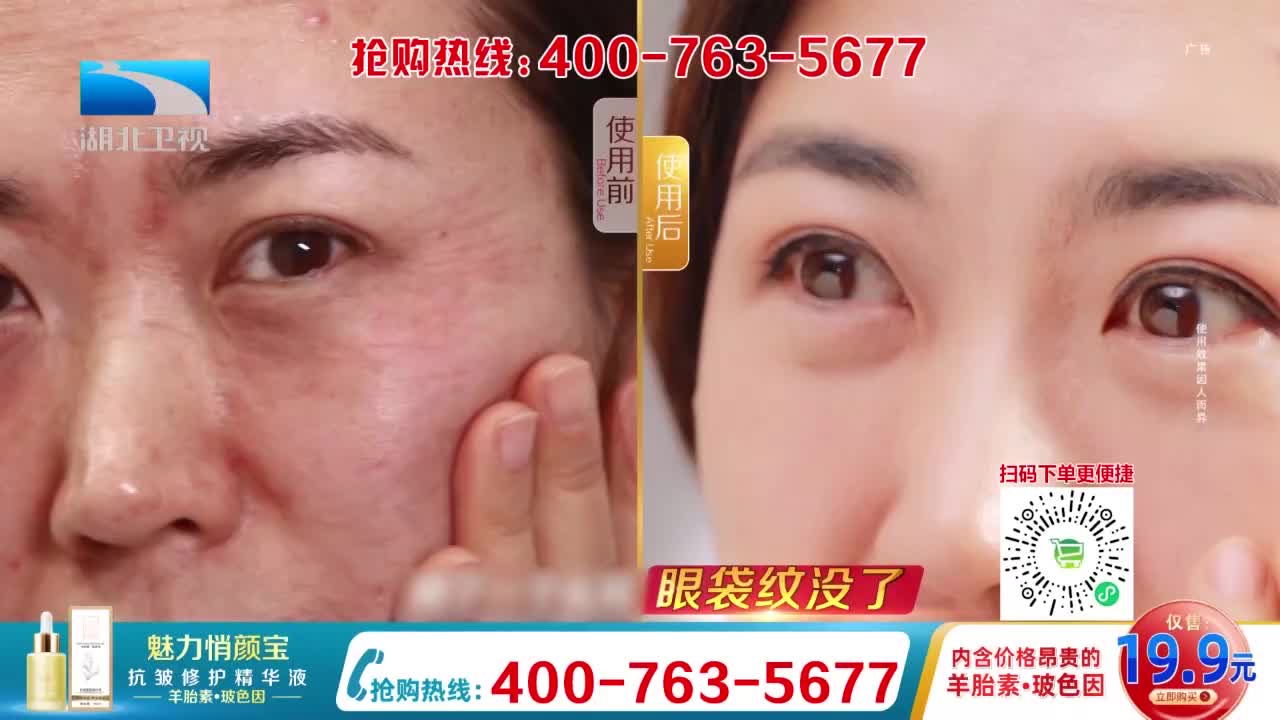 抢购热线：400-763-5677
广告
湖北卫视
使用前
Before Use
使用后
After Use
使用效果因人而异
扫码下单更便捷
眼袋纹没了
魅力悄颜宝
抗皱修护精华液
羊胎素·玻色因
抢购热线：400-763-5677
内含价格昂贵的
羊胎素·玻色因
仅售：
19.9元
立即购买